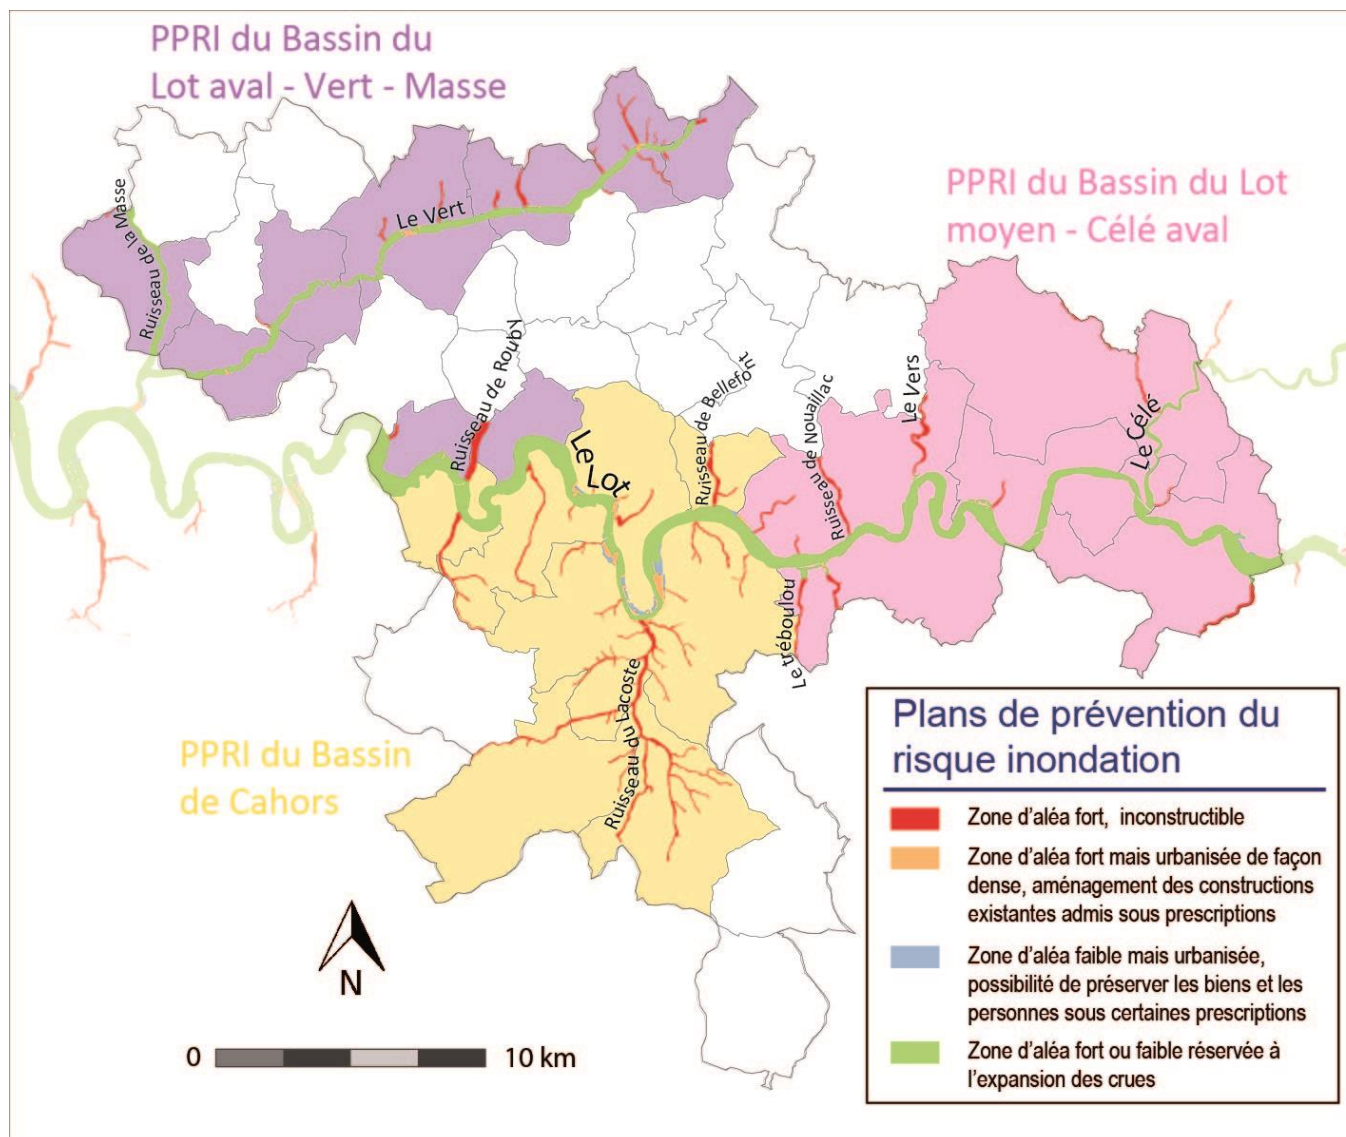 PPRI du Bassin du
Lot aval - Vert - Masse
PPRI du Bassin du Lot
moyen - Célé aval
Ruisseau de la Masse
Le Vert
Ruisseau de Rouby
Ruisseau de Bellefont
Ruisseau de Nouaillac
Le Vers
Le Célé
Le Lot
Le tréboulou
Ruisseau du Lacoste
PPRI du Bassin
de Cahors
N
0 10 km
Plans de prévention du
risque inondation
Zone d'aléa fort, inconstructible
Zone d'aléa fort mais urbanisée de façon
dense, aménagement des constructions
existantes admis sous prescriptions
Zone d'aléa faible mais urbanisée,
possibilité de préserver les biens et les
personnes sous certaines prescriptions
Zone d'aléa fort ou faible réservée à
l'expansion des crues